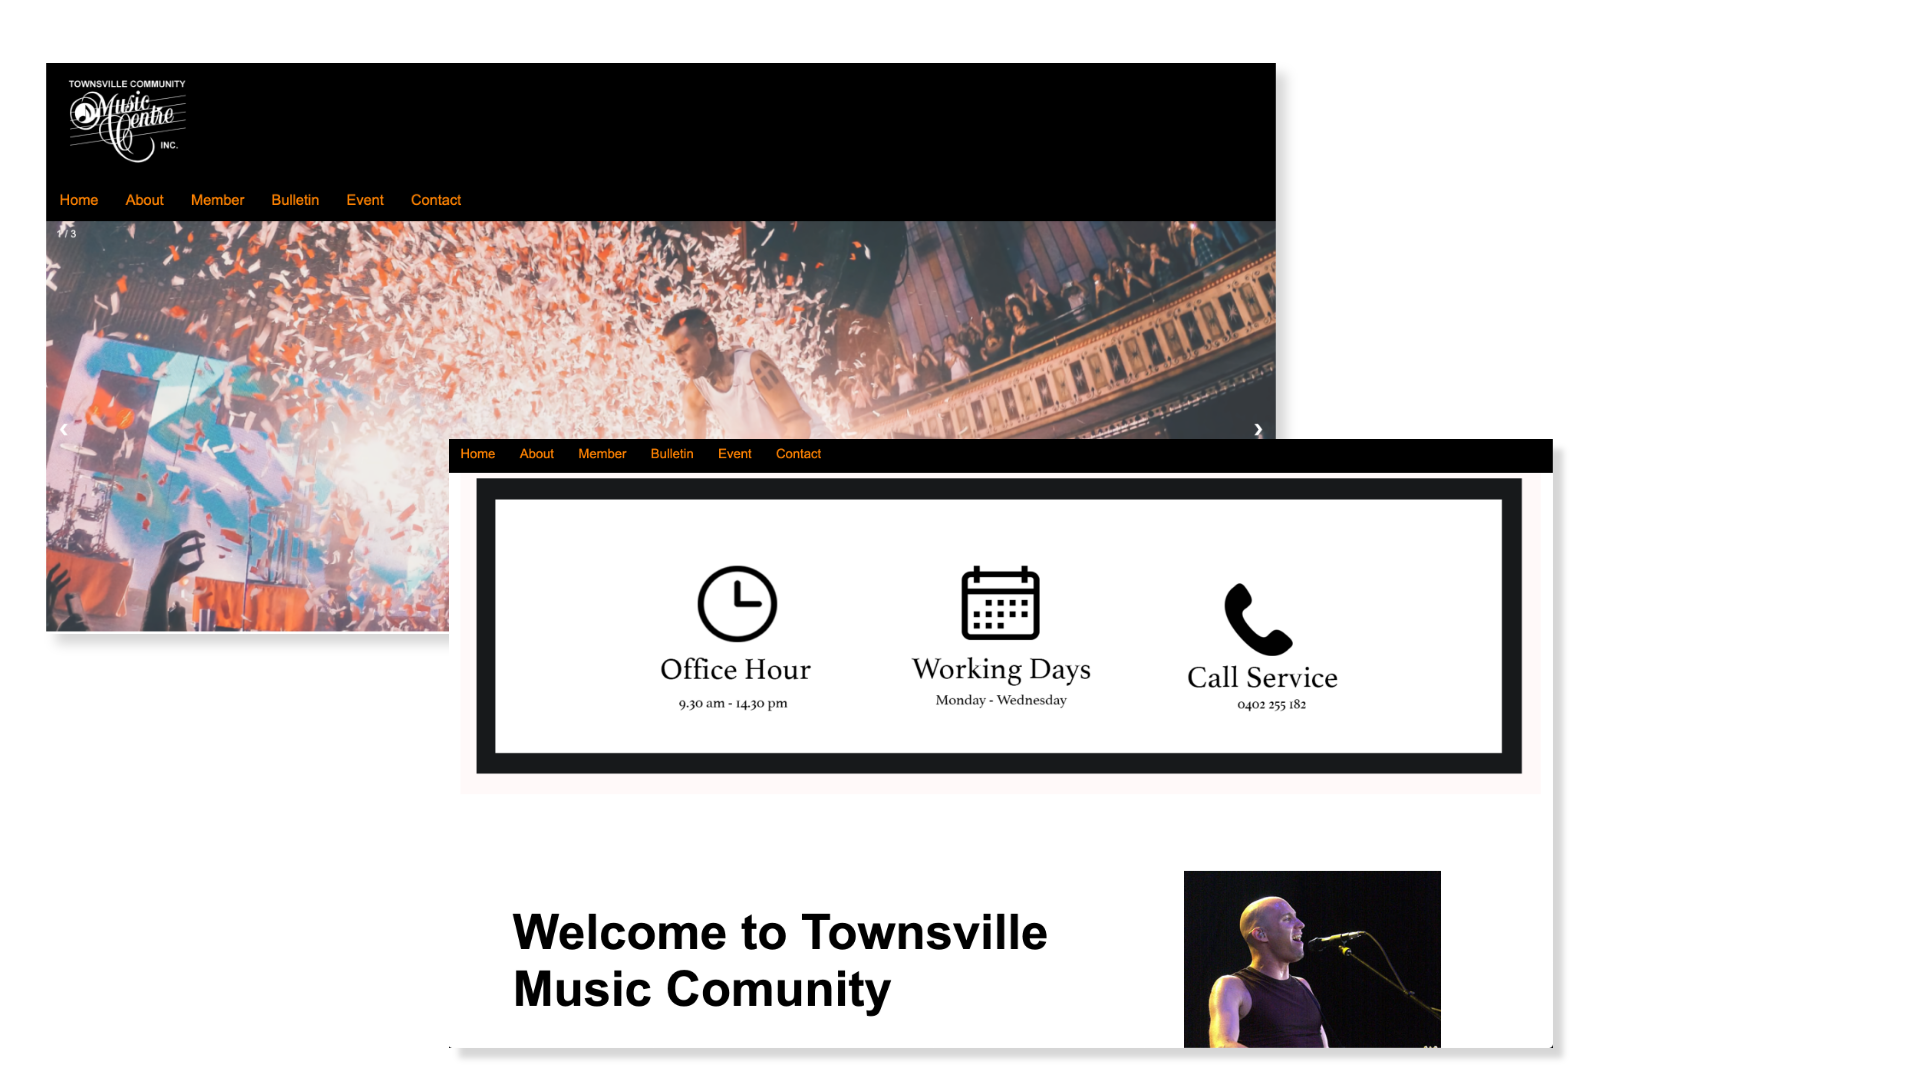 TOWNSVILLE COMMUNITY
Music
Centre
INC.
Home About Member Bulletin Event Contact
1 / 3
Home About Member Bulletin Event Contact
Office Hour Working Days Call Service
9.30 am - 14.30 pm Monday - Wednesday 0402 255 182
Welcome to Townsville
Music Comunity